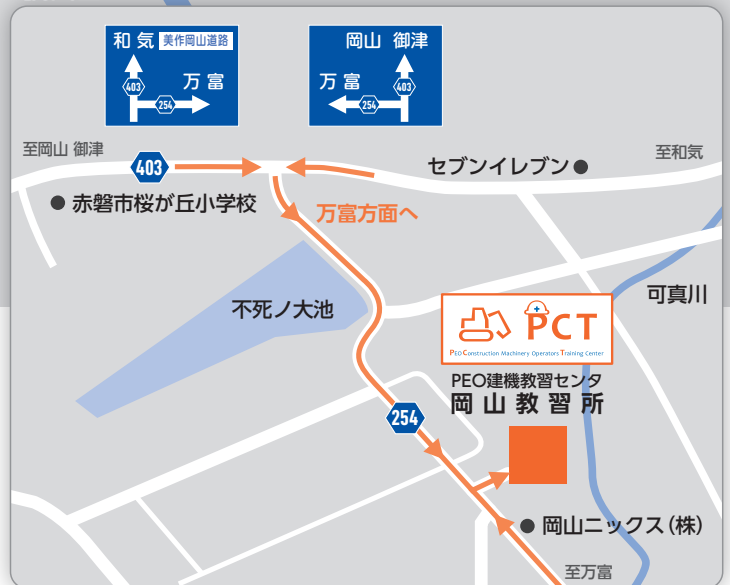 和気 美作岡山道路
403
万富
254
岡山 御津
万富
403
254
至岡山 御津
403
セブンイレブン
至和気
赤磐市桜が丘小学校
万富方面へ
不死ノ大池
可真川
PCT
PEO Construction Machinery Operators Training Center
PEO建機教習センタ
岡山教習所
254
岡山ニックス(株)
至万富